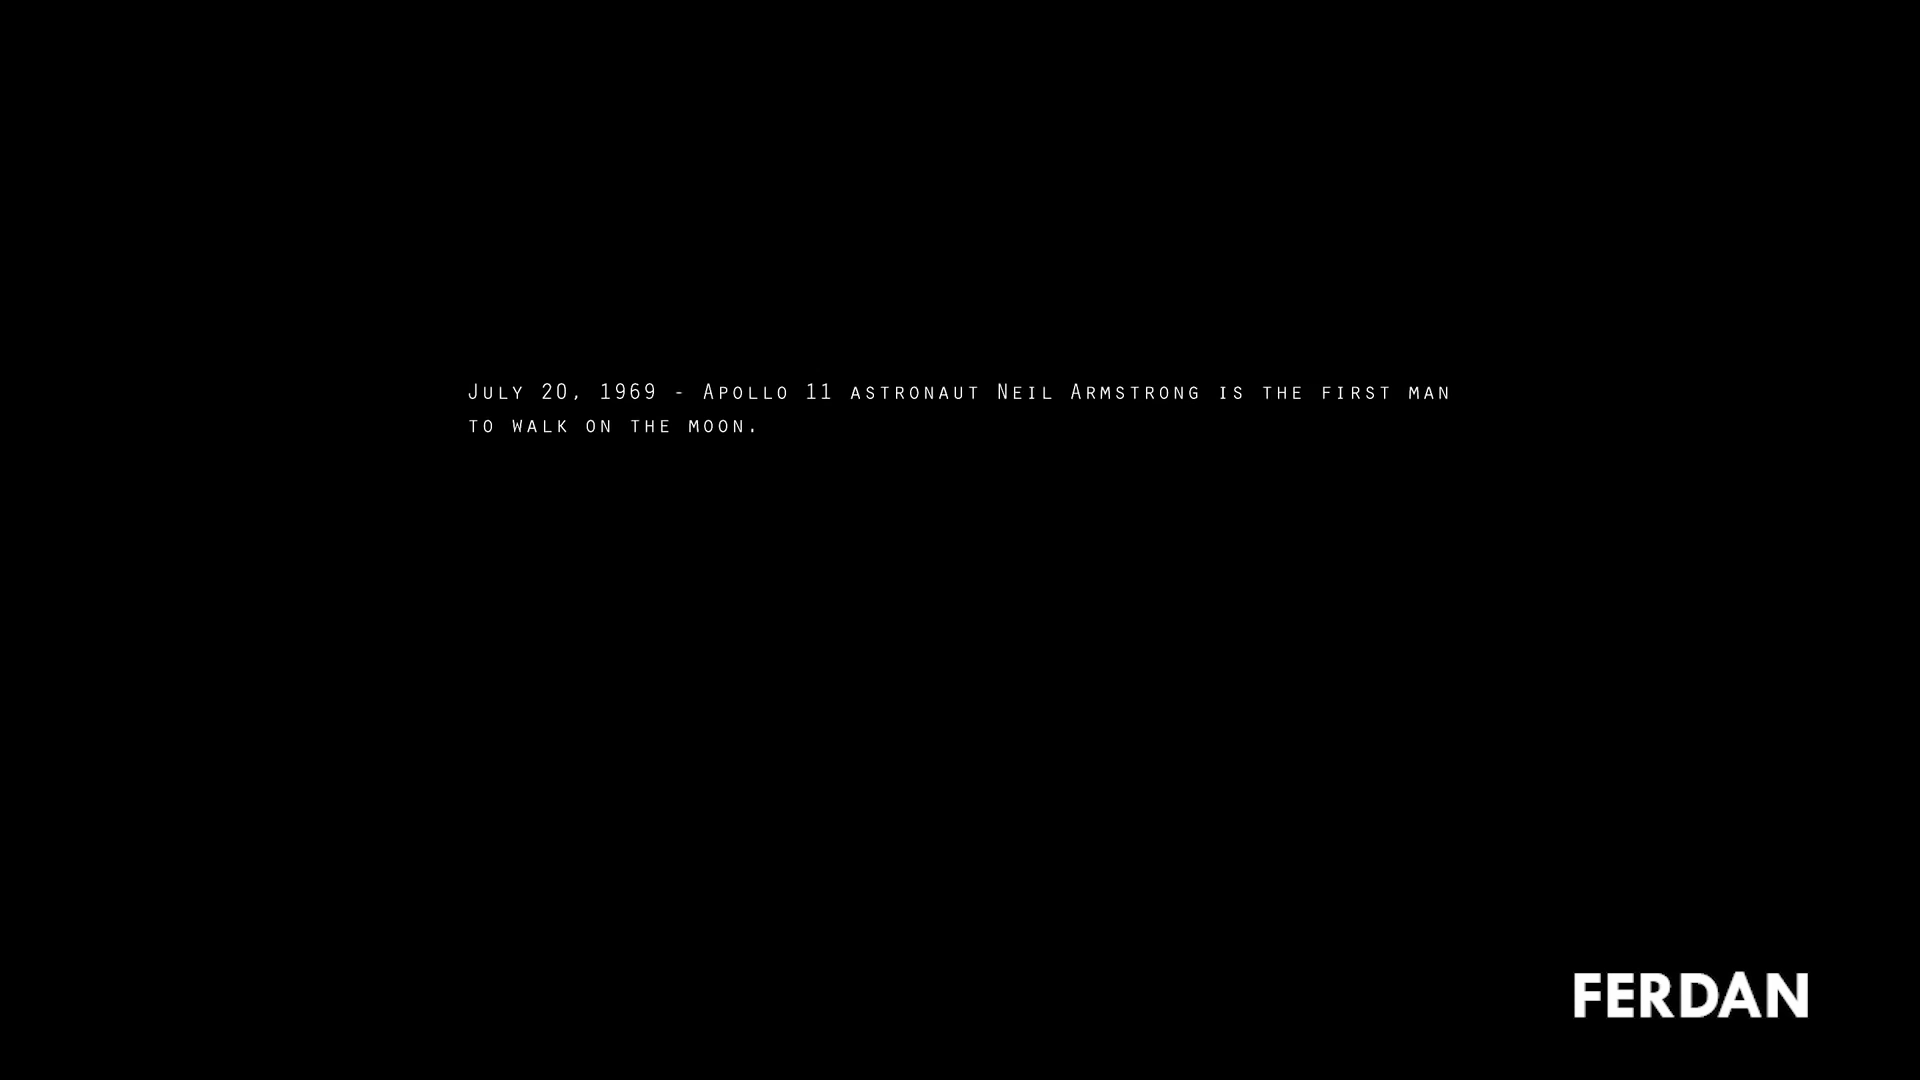 July 20, 1969 - Apollo 11 astronaut Neil Armstrong is the first man
to walk on the moon.
FERDAN